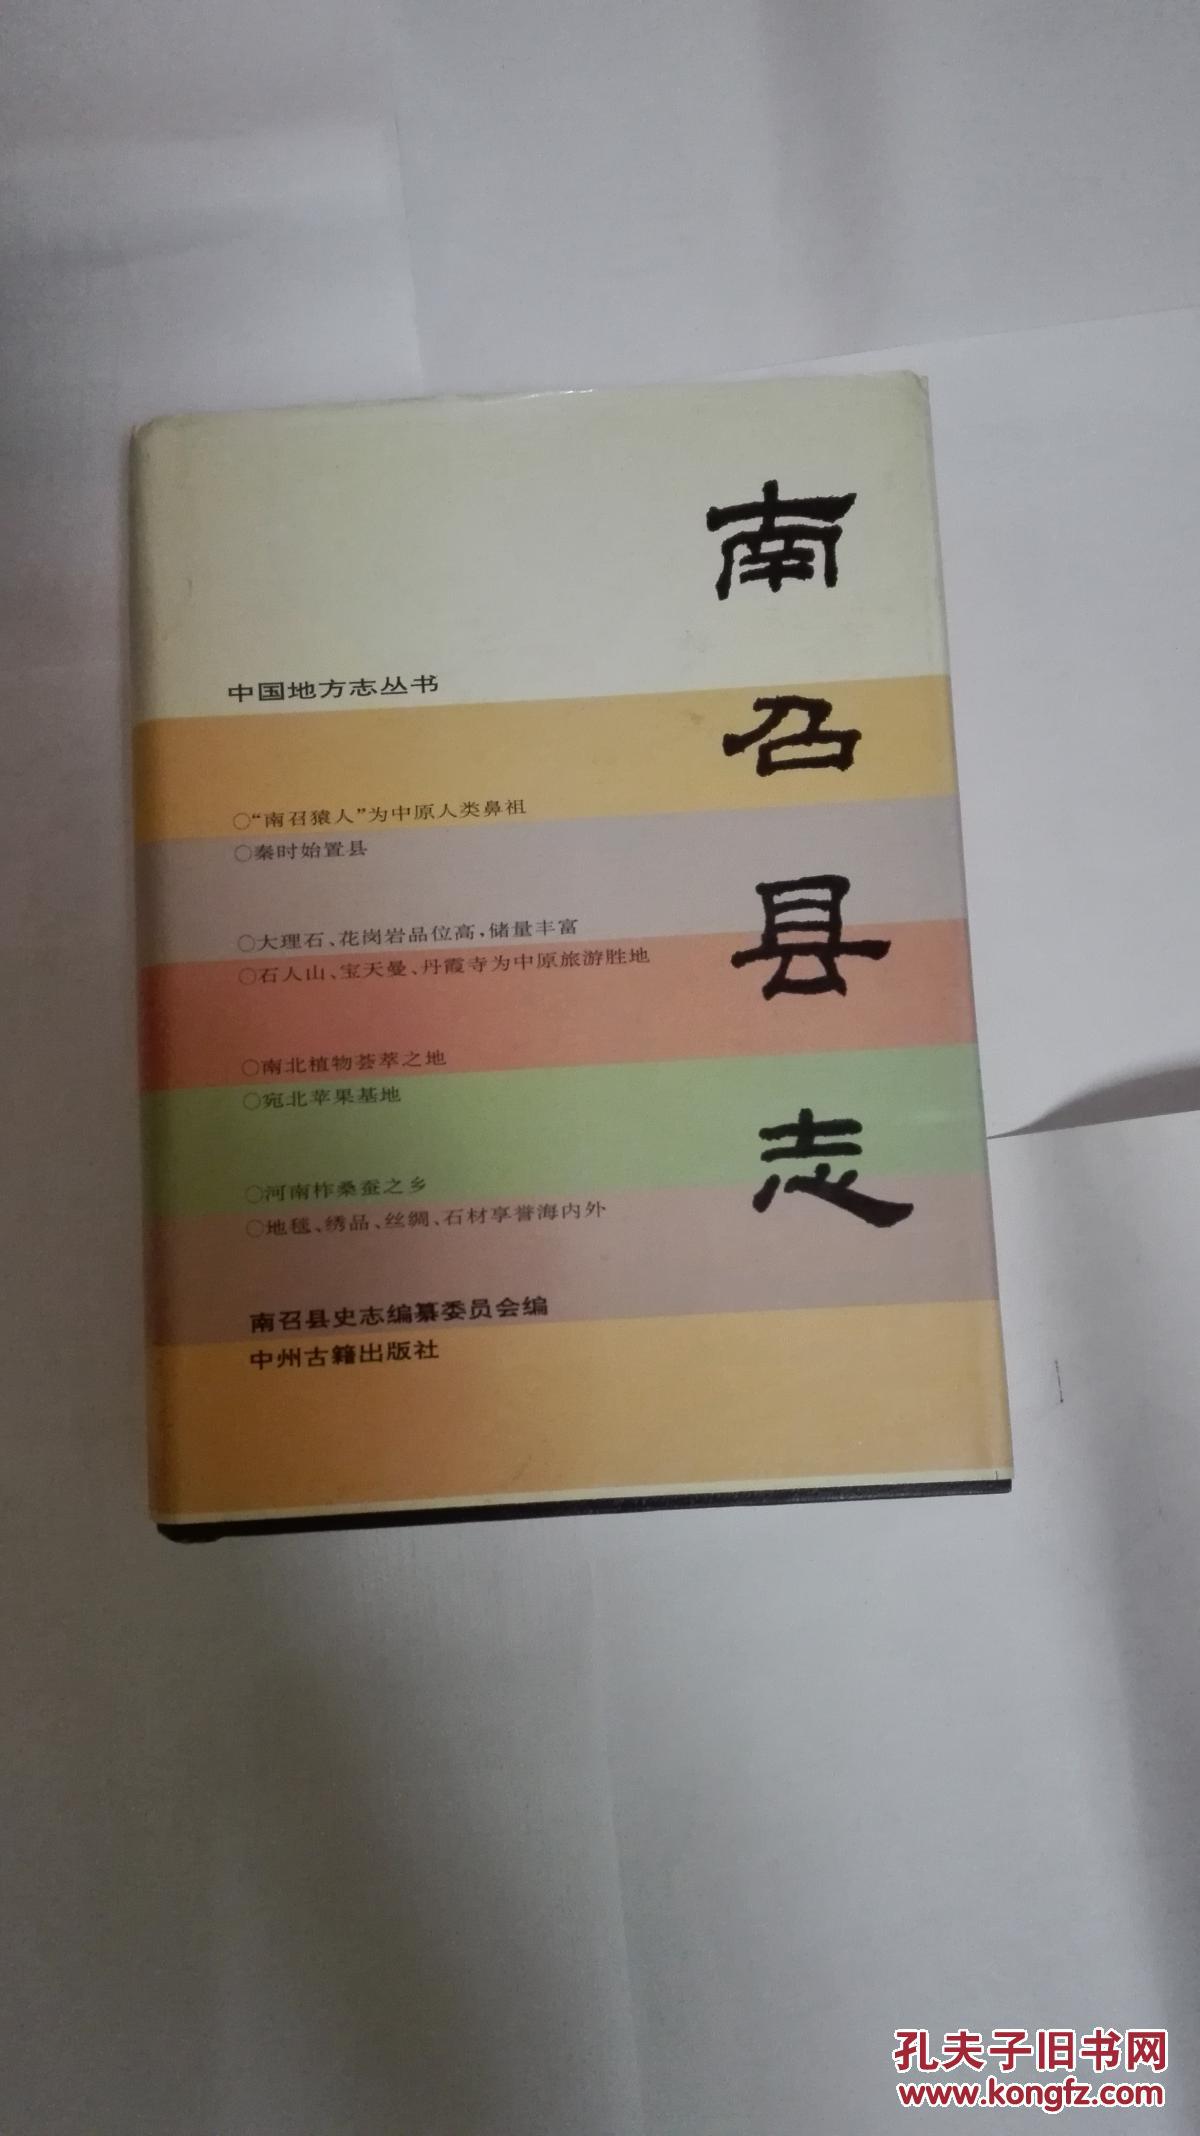 南召县志
中国地方志丛书
○“南召猿人”为中原人类鼻祖
○秦时始置县
○大理石、花岗岩品位高,储量丰富
○石人山、宝天曼、丹霞寺为中原旅游胜地
○南北植物荟萃之地
○宛北苹果基地
○河南柞桑蚕之乡
○地毯、绣品、丝绸、石材享誉海内外
南召县史志编纂委员会编
中州古籍出版社
孔夫子旧书网
www.kongfz.com